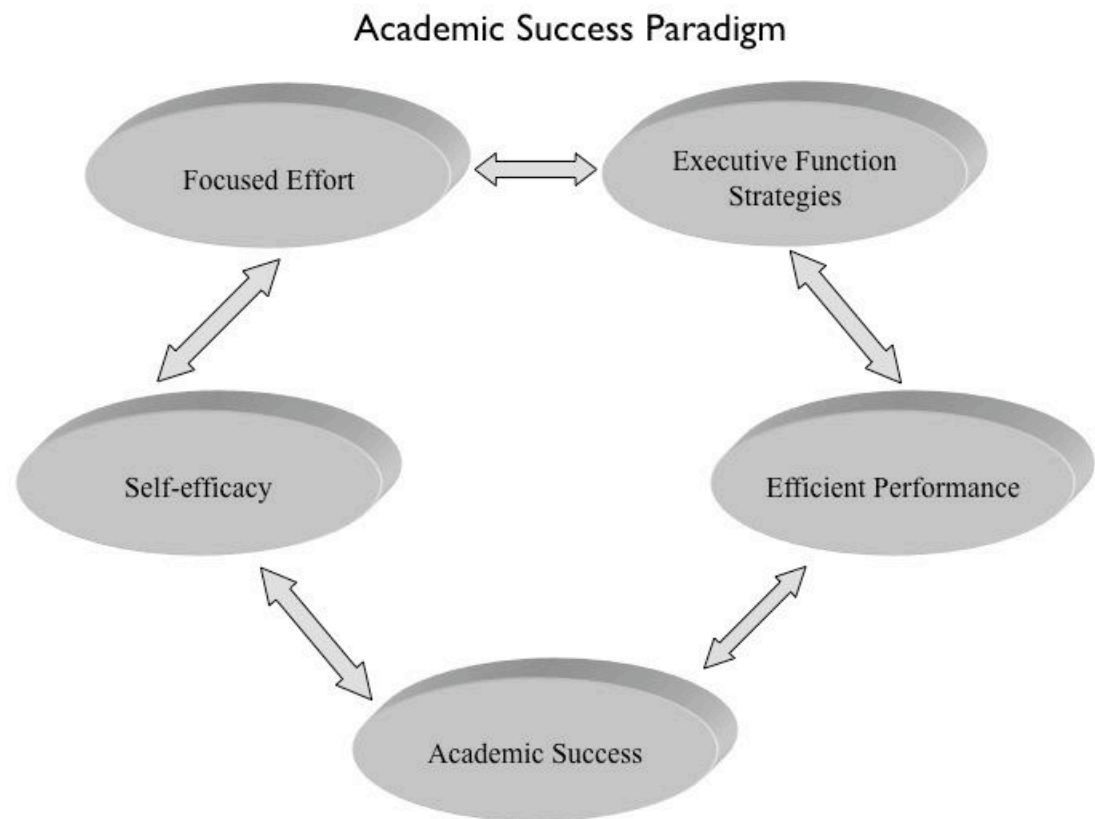 Academic Success Paradigm
Focused Effort
Executive Function
Strategies
Self-efficacy
Efficient Performance
Academic Success